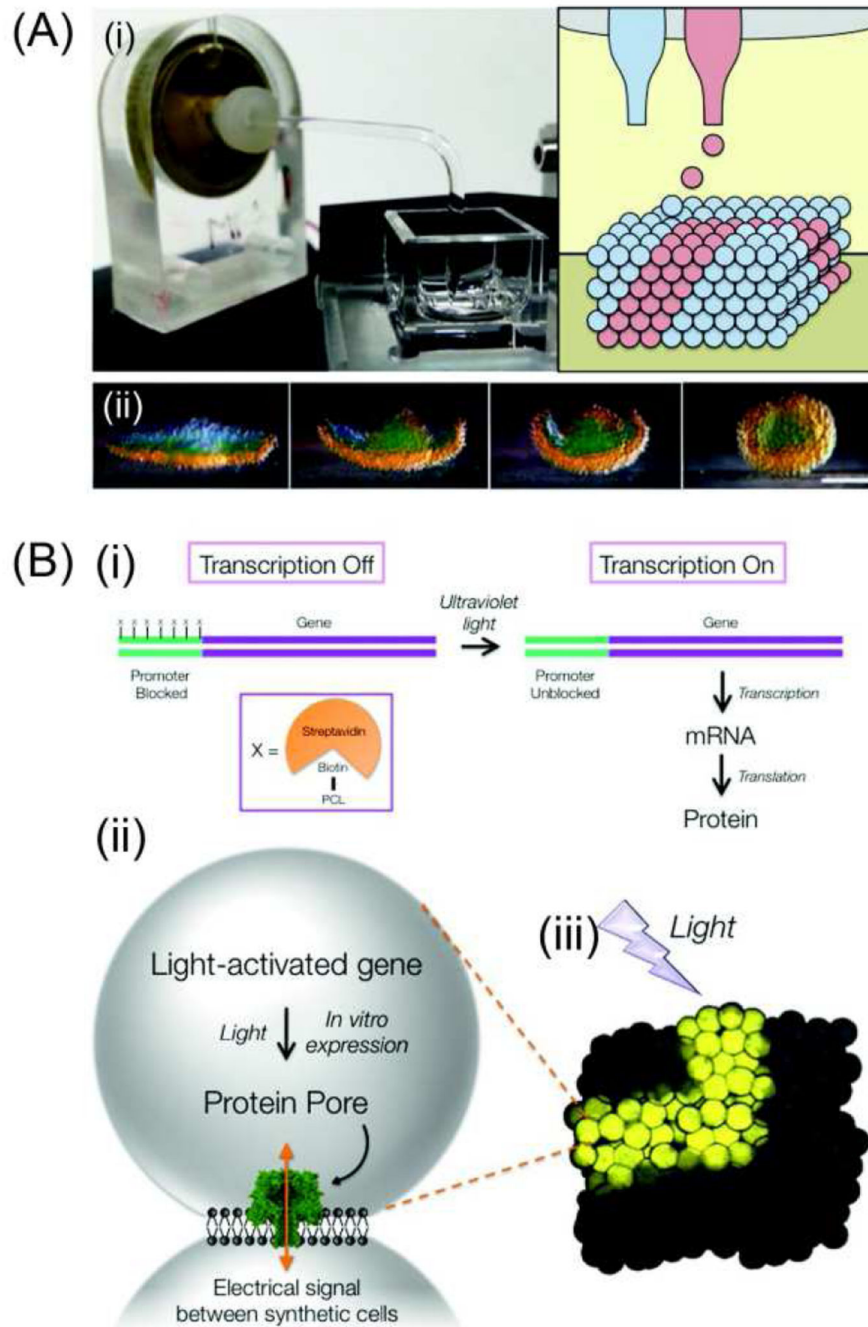 (A)
(i)
(ii)
(B)
(i)
Transcription Off
Transcription On
X X X X X X X
Gene
Ultraviolet
light
Gene
Promoter
Blocked
Promoter
Unblocked
X =
Streptavidin
Biotin
PCL
Transcription
mRNA
Translation
Protein
(ii)
Light-activated gene
Light
In vitro
expression
Protein Pore
Electrical signal
between synthetic cells
(iii)
Light